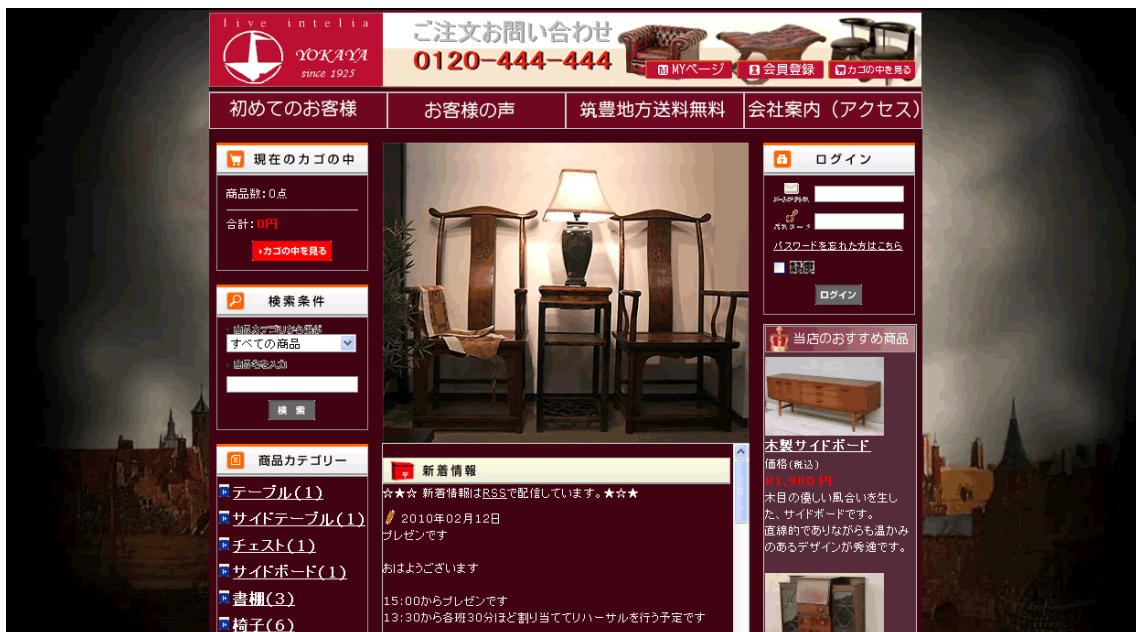 live intelia
YOKAYA
since 1925
ご注文お問い合わせ
0120-444-444
MYページ
会員登録
カゴの中を見る
初めてのお客様
お客様の声
筑豊地方送料無料
会社案内（アクセス）
現在のカゴの中
商品数:0点
合計:0円
カゴの中を見る
検索条件
商品カテゴリから選ぶ
すべての商品
商品名を入力
検 索
商品カテゴリー
テーブル(1)
サイドテーブル(1)
チェスト(1)
サイドボード(1)
書棚(3)
椅子(6)
新着情報
☆★☆ 新着情報はRSSで配信しています。★☆★
2010年02月12日
プレゼンです
おはようございます
15:00からプレゼンです
13:30から各班30分ほど割り当ててリハーサルを行う予定です
ログイン
パスワードを忘れた方はこちら
ログイン
当店のおすすめ商品
木製サイドボード
価格(税込)
81,900 円
木目の優しい風合いを生し
た、サイドボードです。
直線的でありながらも温かみ
のあるデザインが秀逸です。